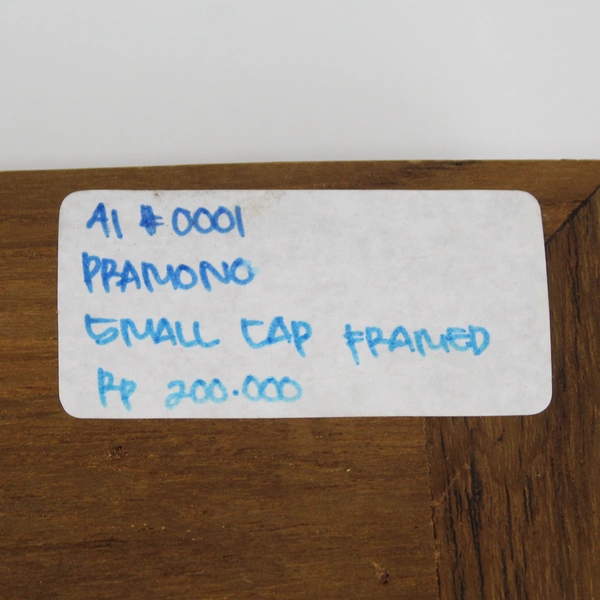 A1 #0001
PRAMONO
SMALL CAP FRAMED
Rp 200.000